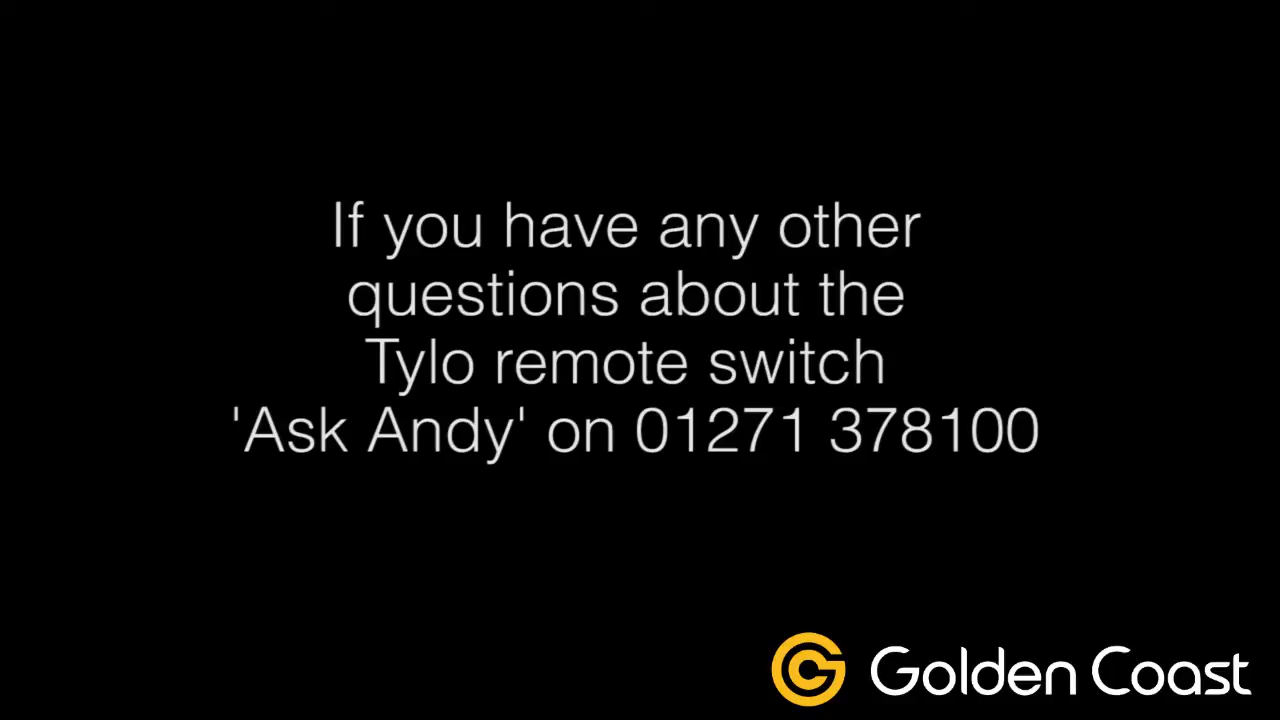 If you have any other
questions about the
Tylo remote switch
'Ask Andy' on 01271 378100
Golden Coast